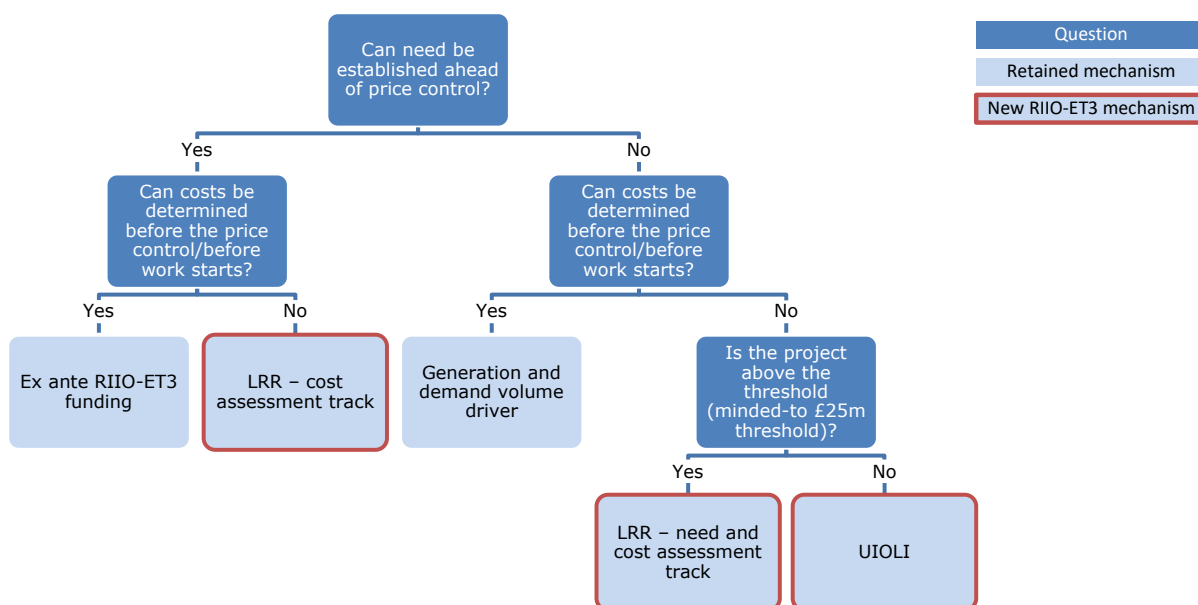 Can need be
established ahead
of price control?
Question
Retained mechanism
New RIIO-ET3 mechanism
Yes
No
Can costs be
determined
before the price
control/before
work starts?
Can costs be
determined
before the price
control/before
work starts?
Yes
No
Yes
No
Ex ante RIIO-ET3
funding
LRR – cost
assessment track
Generation and
demand volume
driver
Is the project
above the
threshold
(minded-to £25m
threshold)?
Yes
No
LRR – need and
cost assessment
track
UIOLI